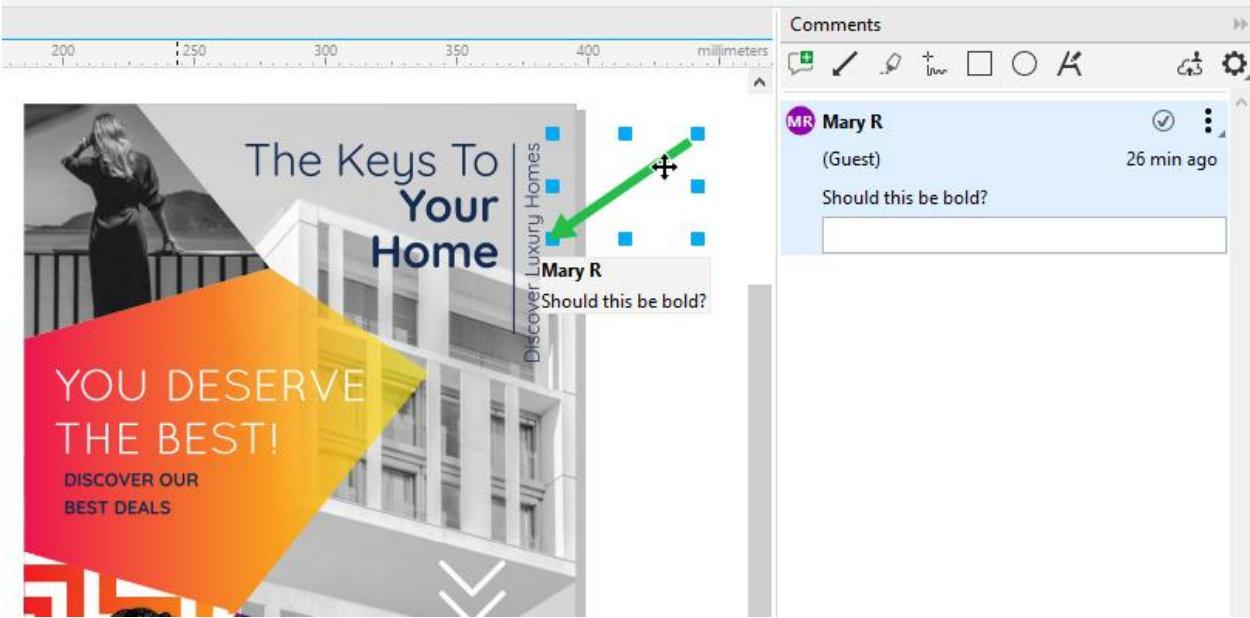 Comments
200 250 300 350 400 millimeters
MR Mary R
(Guest) 26 min ago
Should this be bold?
The Keys To
Your
Home
Discover Luxury Homes
Mary R
Should this be bold?
YOU DESERVE
THE BEST!
DISCOVER OUR
BEST DEALS